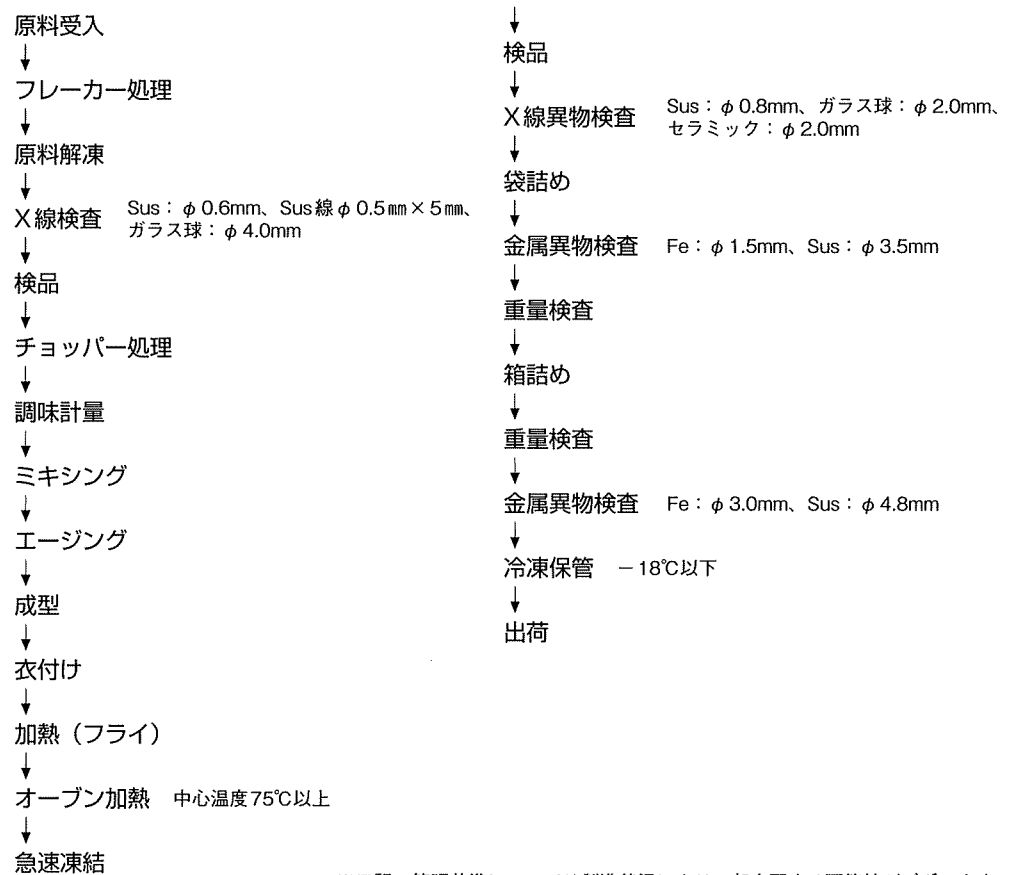 原料受入
↓
フレーカー処理
↓
原料解凍
↓
X線検査 Sus：φ0.6mm、Sus線φ0.5mm×5mm、
ガラス球：φ4.0mm
↓
検品
↓
チョッパー処理
↓
調味計量
↓
ミキシング
↓
エージング
↓
成型
↓
衣付け
↓
加熱（フライ）
↓
オーブン加熱 中心温度75℃以上
↓
急速凍結
↓
検品
↓
X線異物検査 Sus：φ0.8mm、ガラス球：φ2.0mm、
セラミック：φ2.0mm
↓
袋詰め
↓
金属異物検査 Fe：φ1.5mm、Sus：φ3.5mm
↓
重量検査
↓
箱詰め
↓
重量検査
↓
金属異物検査 Fe：φ3.0mm、Sus：φ4.8mm
↓
冷凍保管 －18℃以下
↓
出荷